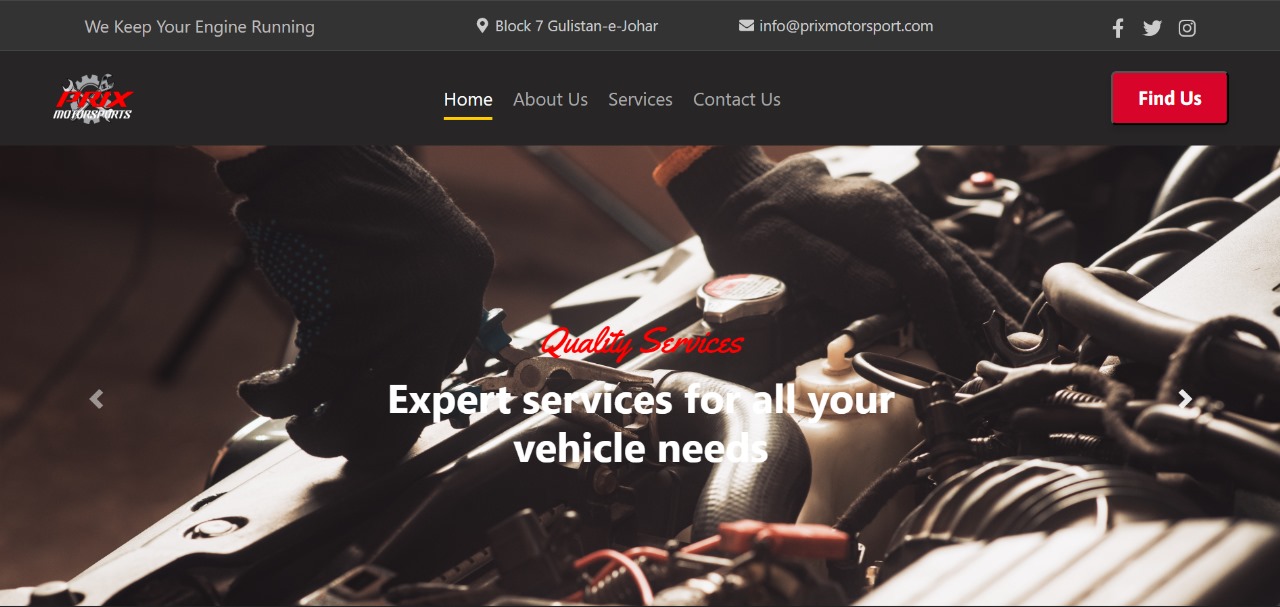 We Keep Your Engine Running
Block 7 Gulistan-e-Johar
info@prixmotorsport.com
PRIX
MOTORSPORTS
Home
About Us
Services
Contact Us
Find Us
Quality Services
Expert services for all your
vehicle needs